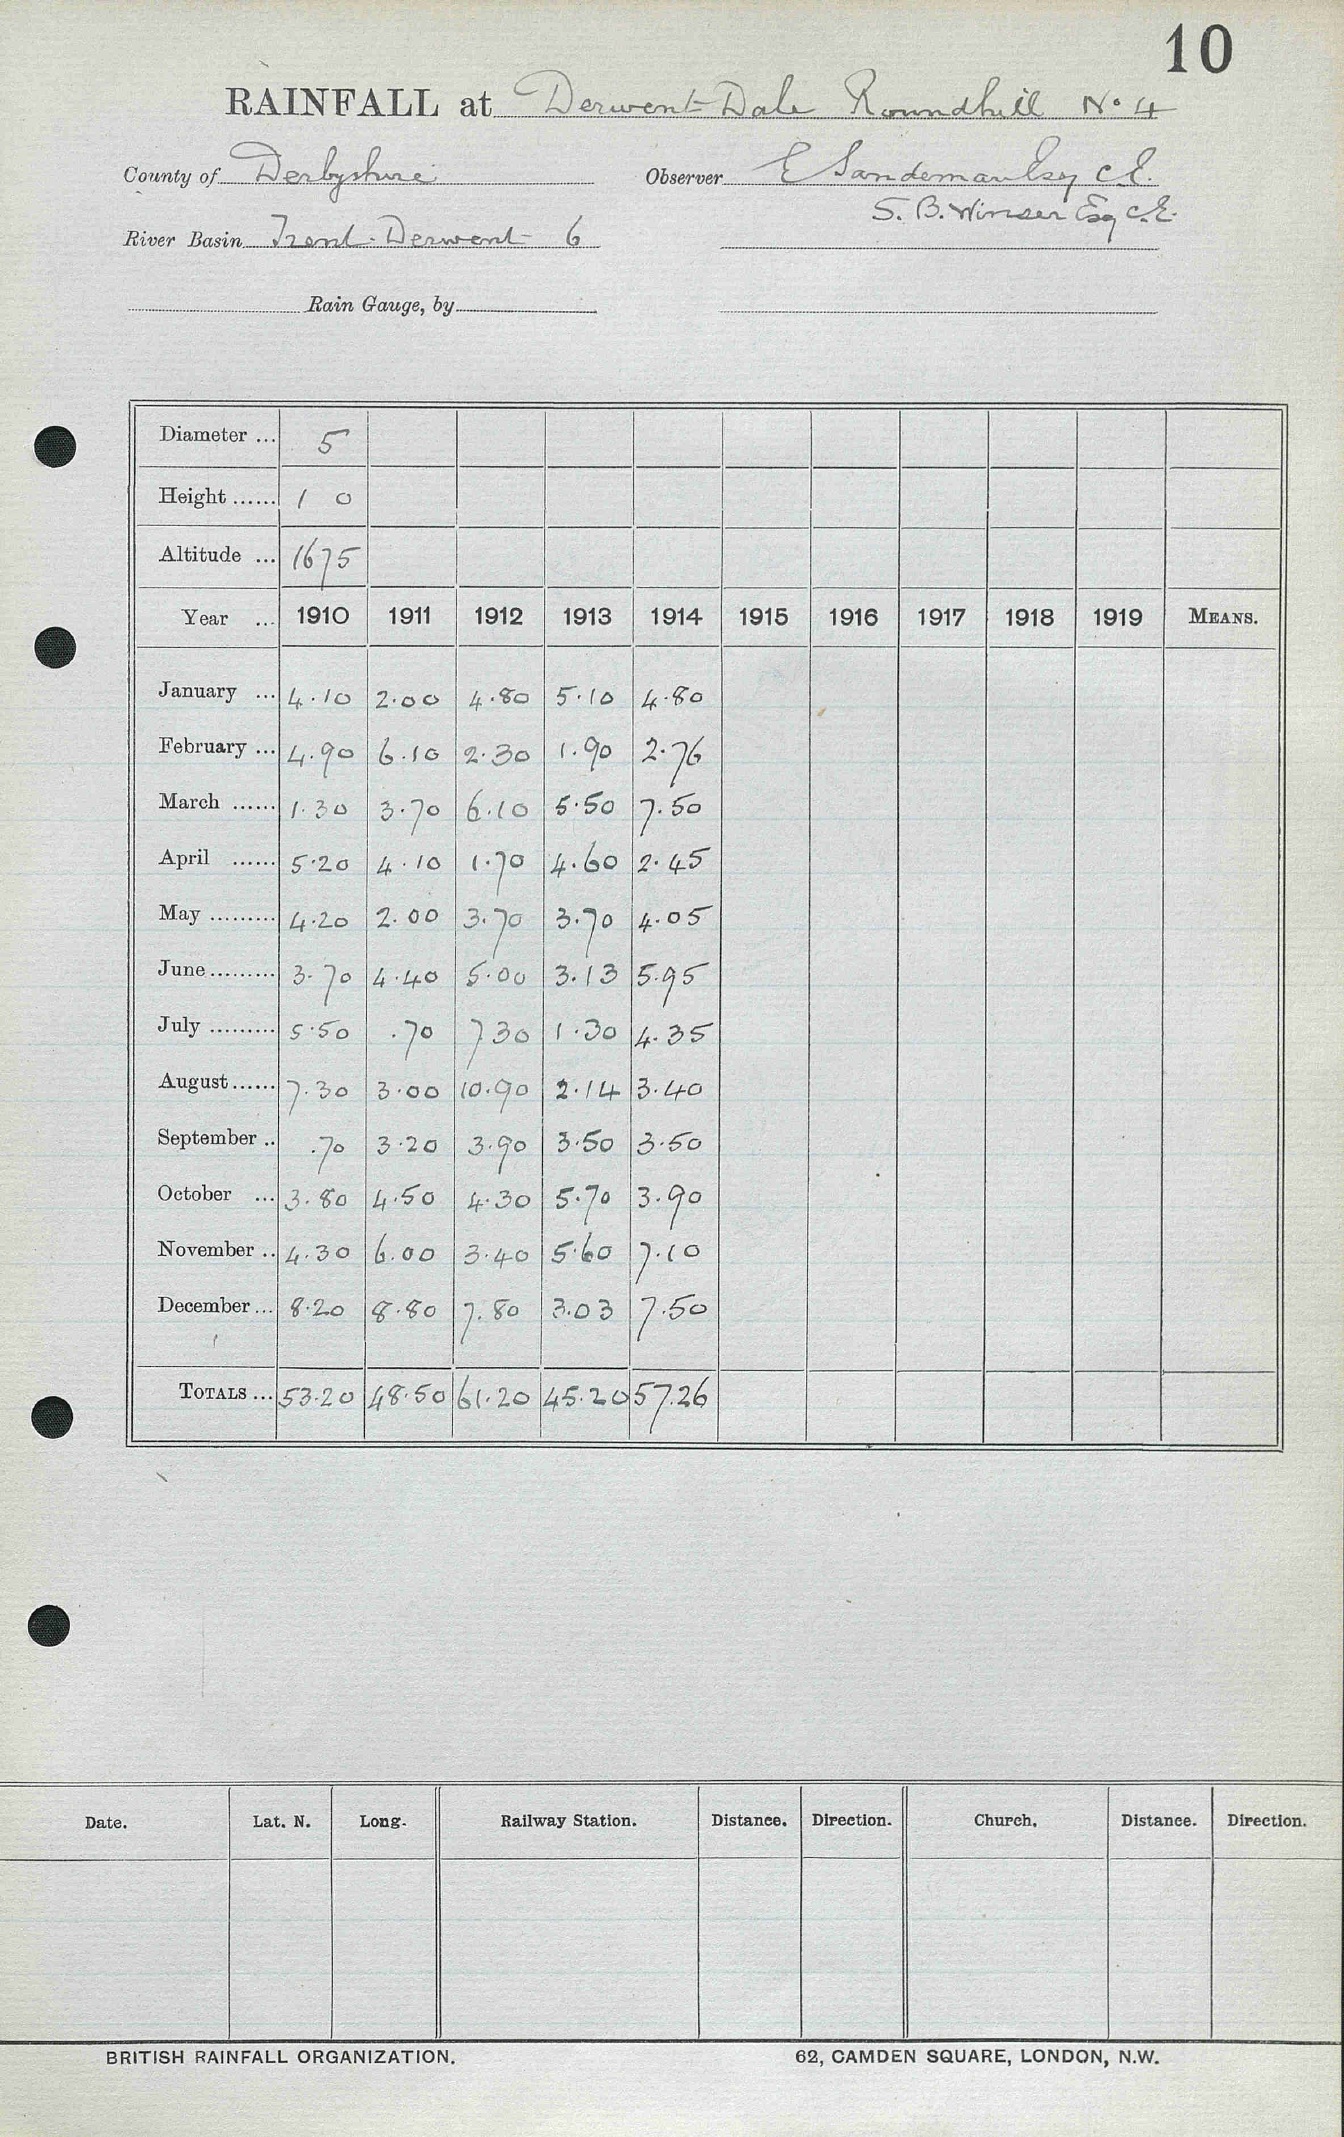 10
RAINFALL at Derwent Dale Roundhill No 4
County of Derbyshire Observer E Sandeman Esq C.E.
S. B. Winser Esq C.E.
River Basin Trent. Derwent 6
Rain Gauge, by
Diameter ... 5
Height ...... 1 0
Altitude ... 1675
Year ... 1910 1911 1912 1913 1914 1915 1916 1917 1918 1919 MEANS.
January ... 4.10 2.00 4.80 5.10 4.80
February ... 4.90 6.10 2.30 1.90 2.76
March ...... 1.30 3.70 6.10 5.50 7.50
April ...... 5.20 4.10 1.70 4.60 2.45
May ......... 4.20 2.00 3.70 3.70 4.05
June......... 3.70 4.40 5.00 3.13 5.95
July ......... 5.50 .70 7.30 1.30 4.35
August...... 7.30 3.00 10.90 2.14 3.40
September .. .70 3.20 3.90 3.50 3.50
October ... 3.80 4.50 4.30 5.70 3.90
November .. 4.30 6.00 3.40 5.60 7.10
December... 8.20 8.80 7.80 3.03 7.50
TOTALS ... 53.20 48.50 61.20 45.20 57.26
Date. Lat. N. Long. Railway Station. Distance. Direction. Church. Distance. Direction.
BRITISH RAINFALL ORGANIZATION. 62, CAMDEN SQUARE, LONDON, N.W.